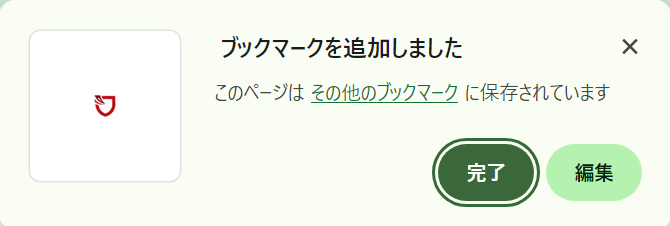 ブックマークを追加しました
このページは その他のブックマーク に保存されています
完了 編集